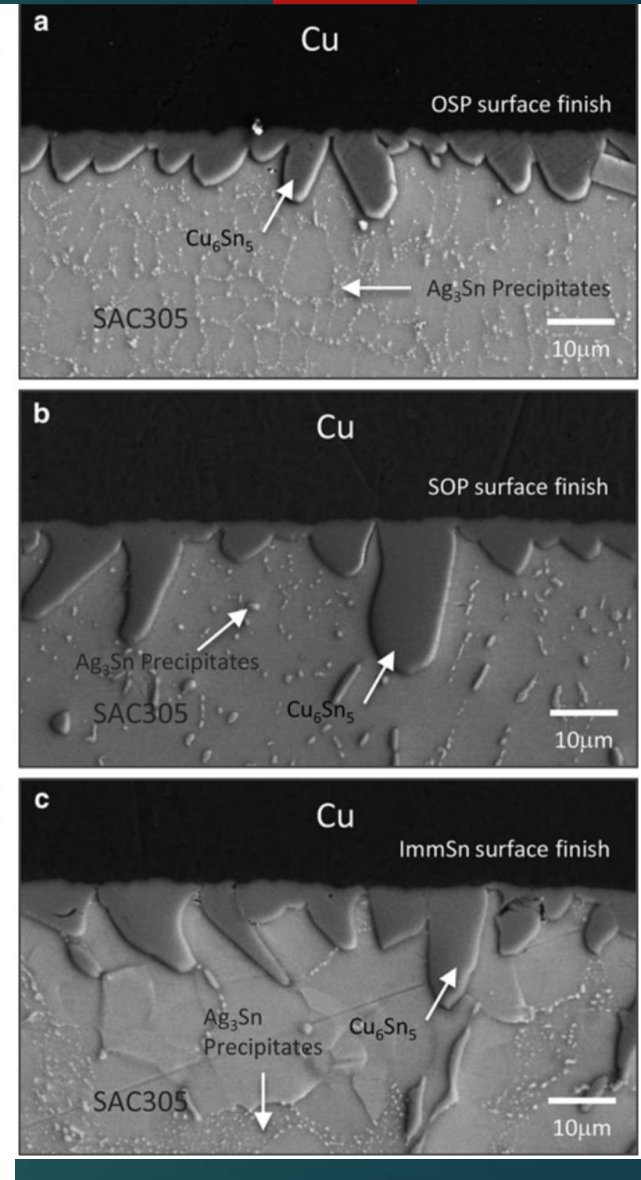 a
Cu
OSP surface finish
Cu₆Sn₅
Ag₃Sn Precipitates
SAC305
10μm
b
Cu
SOP surface finish
Ag₃Sn Precipitates
Cu₆Sn₅
SAC305
10μm
c
Cu
ImmSn surface finish
Ag₃Sn
Precipitates
Cu₆Sn₅
SAC305
10μm